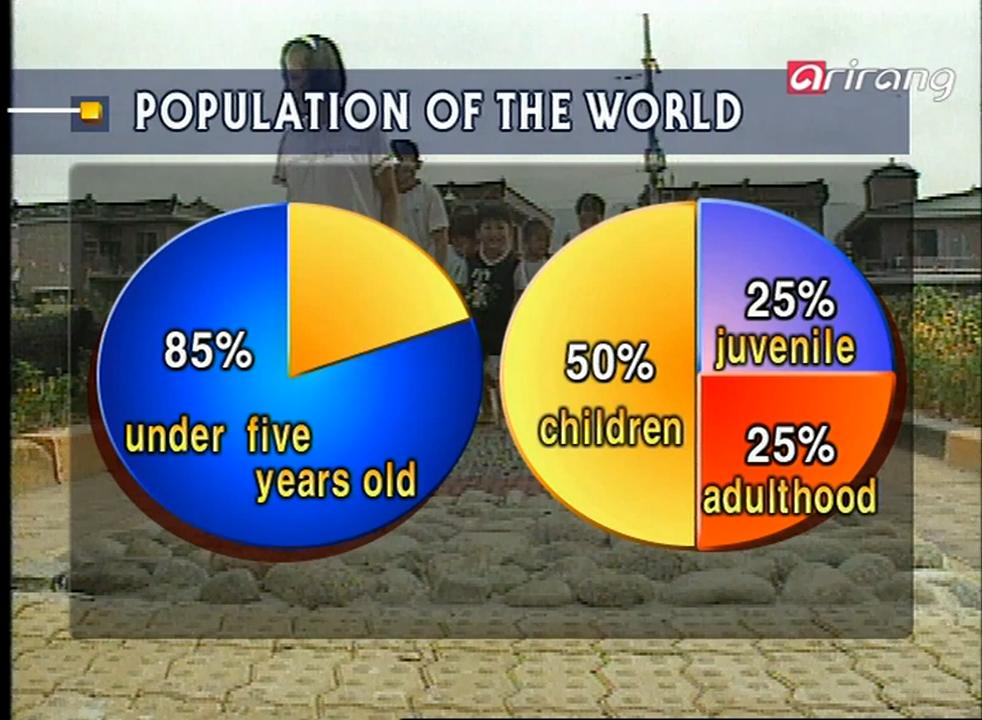 arirang
POPULATION OF THE WORLD
85%
under five
years old
50%
children
25%
juvenile
25%
adulthood